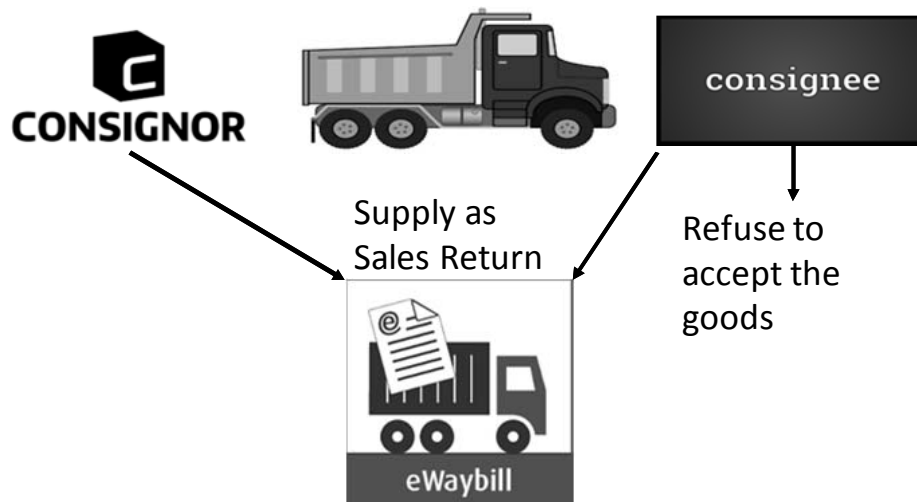 CONSIGNOR
consignee
Supply as
Sales Return
Refuse to
accept the
goods
e
eWaybill